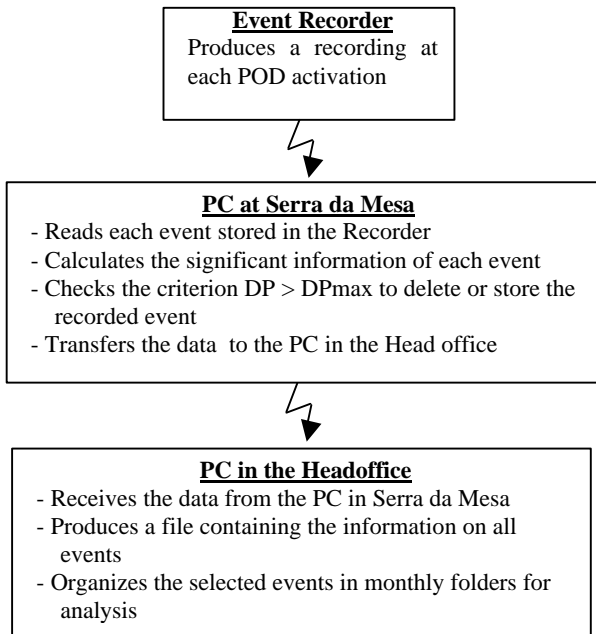 Event Recorder
Produces a recording at
each POD activation
PC at Serra da Mesa
- Reads each event stored in the Recorder
- Calculates the significant information of each event
- Checks the criterion DP > DPmax to delete or store the
recorded event
- Transfers the data to the PC in the Head office
PC in the Headoffice
- Receives the data from the PC in Serra da Mesa
- Produces a file containing the information on all
events
- Organizes the selected events in monthly folders for
analysis